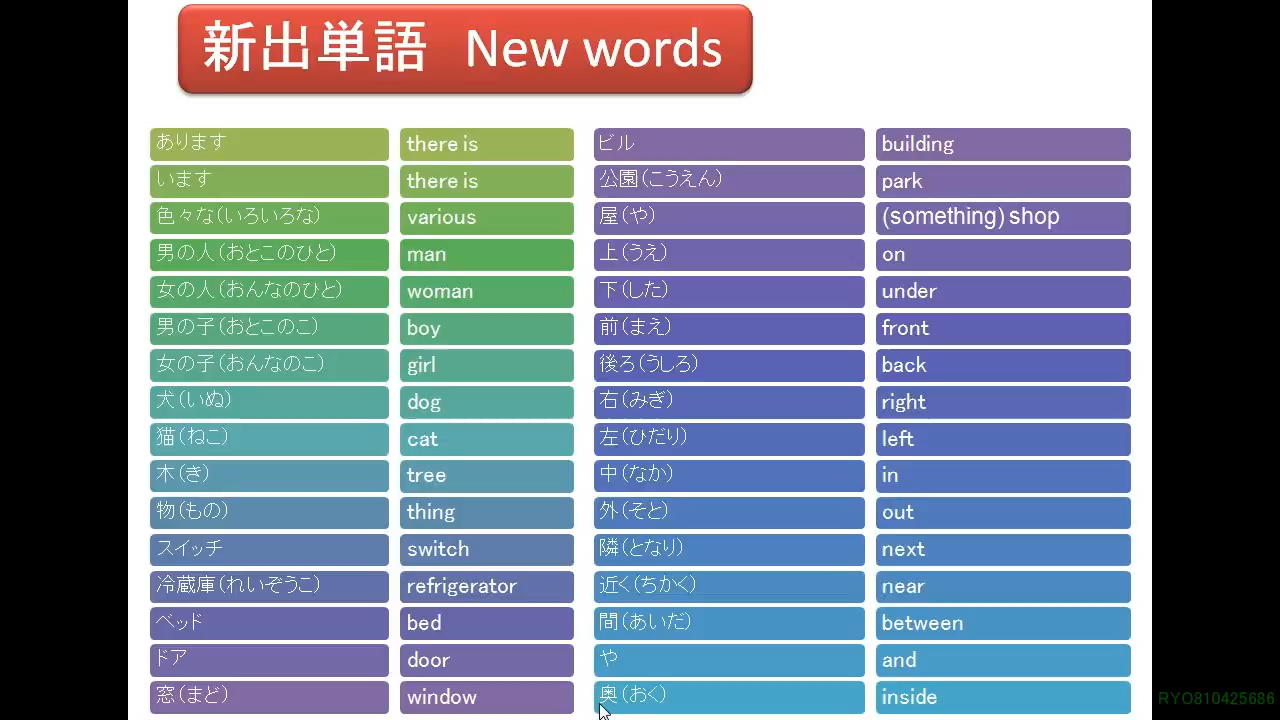 新出単語 New words
あります there is
います there is
色々な(いろいろな) various
男の人(おとこのひと) man
女の人(おんなのひと) woman
男の子(おとこのこ) boy
女の子(おんなのこ) girl
犬(いぬ) dog
猫(ねこ) cat
木(き) tree
物(もの) thing
スイッチ switch
冷蔵庫(れいぞうこ) refrigerator
ベッド bed
ドア door
窓(まど) window
ビル building
公園(こうえん) park
屋(や) (something) shop
上(うえ) on
下(した) under
前(まえ) front
後ろ(うしろ) back
右(みぎ) right
左(ひだり) left
中(なか) in
外(そと) out
隣(となり) next
近く(ちかく) near
間(あいだ) between
や and
奥(おく) inside
RYO810425686